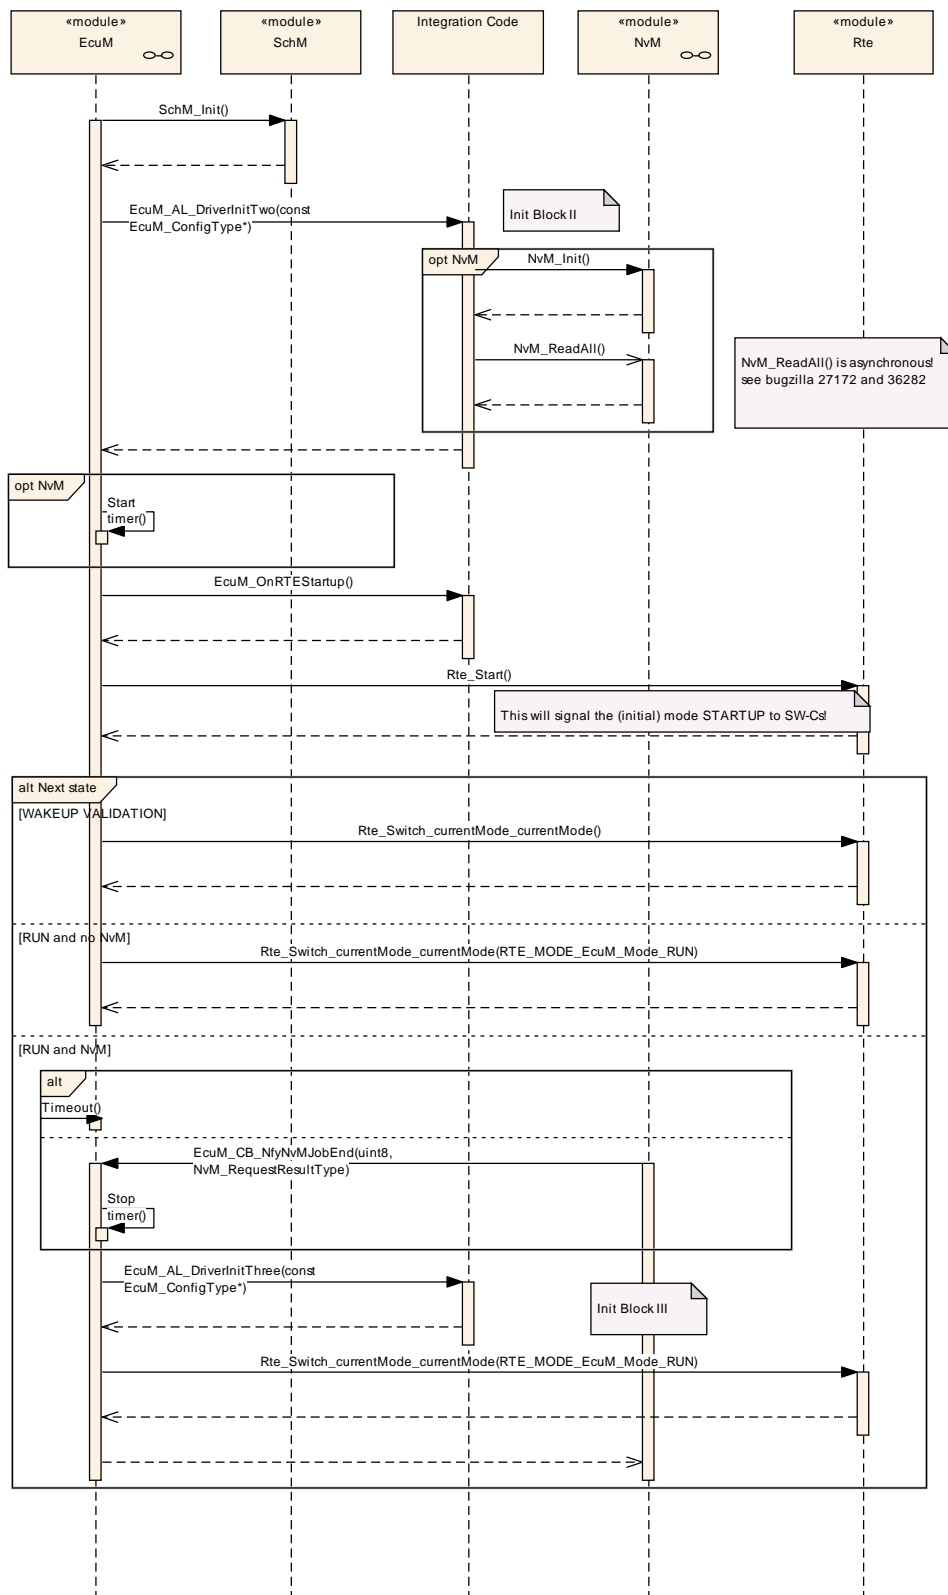 «module»
EcuM
«module»
SchM
Integration Code
«module»
NvM
«module»
Rte
SchM_Init()
EcuM_AL_DriverInitTwo(const
EcuM_ConfigType*)
Init Block II
opt NvM
NvM_Init()
NvM_ReadAll()
NvM_ReadAll() is asynchronous!
see bugzilla 27172 and 36282
opt NvM
Start
timer()
EcuM_OnRTEStartup()
Rte_Start()
This will signal the (initial) mode STARTUP to SW-Cs!
alt Next state
[WAKEUP VALIDATION]
Rte_Switch_currentMode_currentMode()
[RUN and no NvM]
Rte_Switch_currentMode_currentMode(RTE_MODE_EcuM_Mode_RUN)
[RUN and NvM]
alt
Timeout()
EcuM_CB_NfyNvMJobEnd(uint8,
NvM_RequestResultType)
Stop
timer()
EcuM_AL_DriverInitThree(const
EcuM_ConfigType*)
Init Block III
Rte_Switch_currentMode_currentMode(RTE_MODE_EcuM_Mode_RUN)